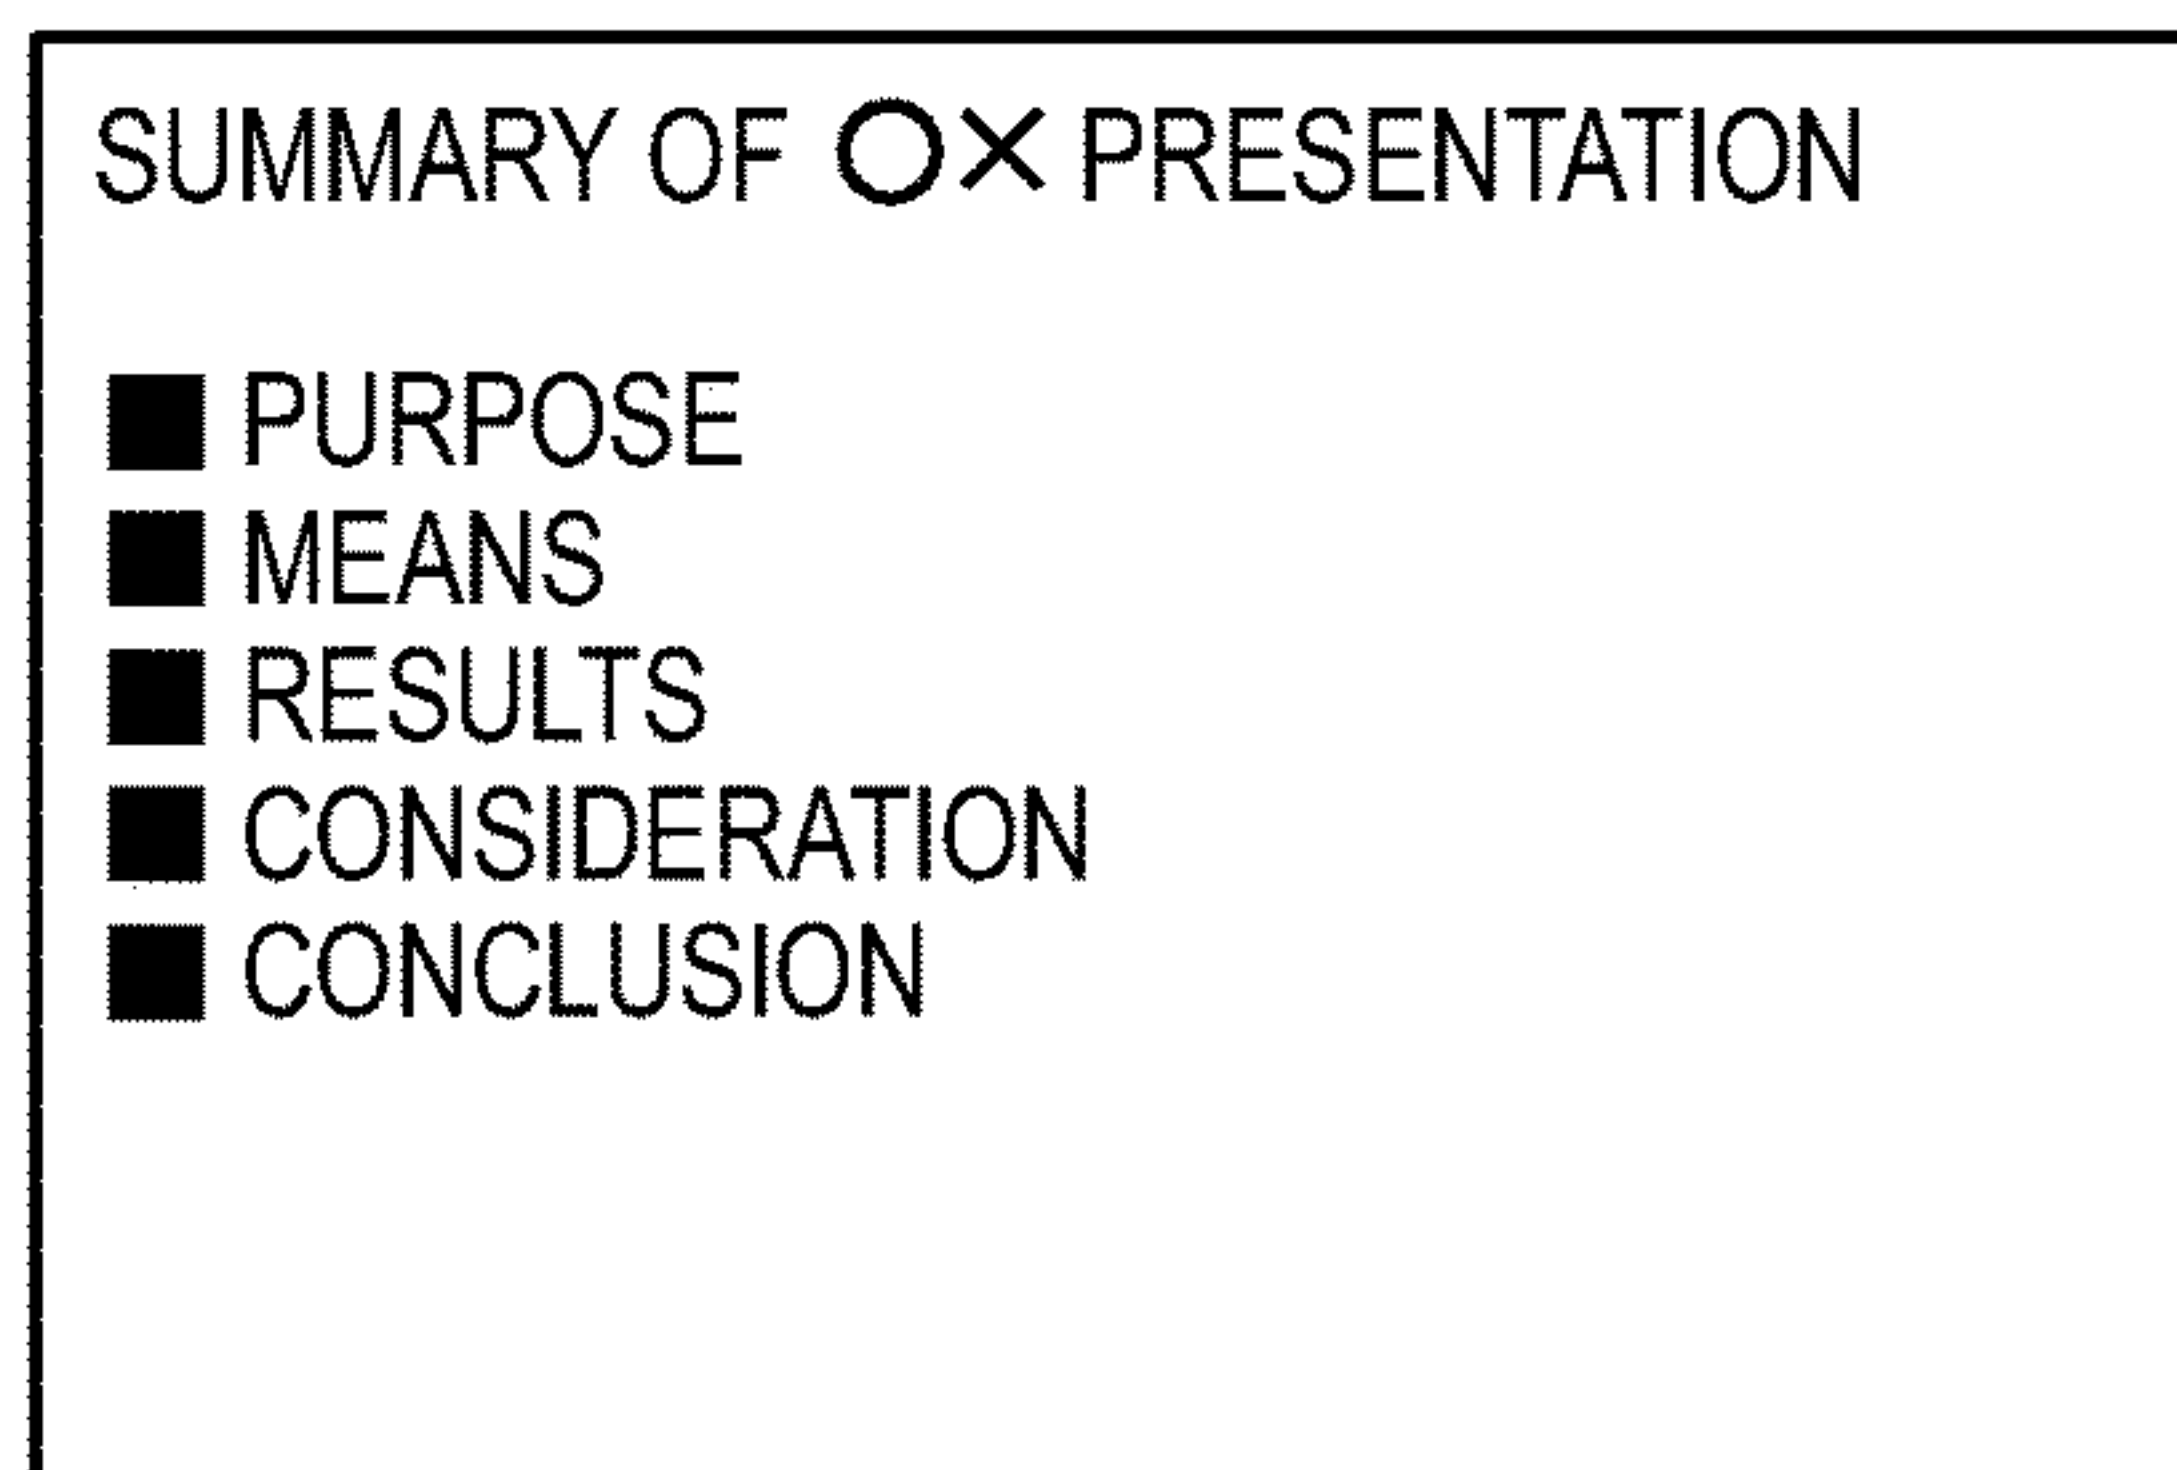 SUMMARY OF ○× PRESENTATION
■ PURPOSE
■ MEANS
■ RESULTS
■ CONSIDERATION
■ CONCLUSION